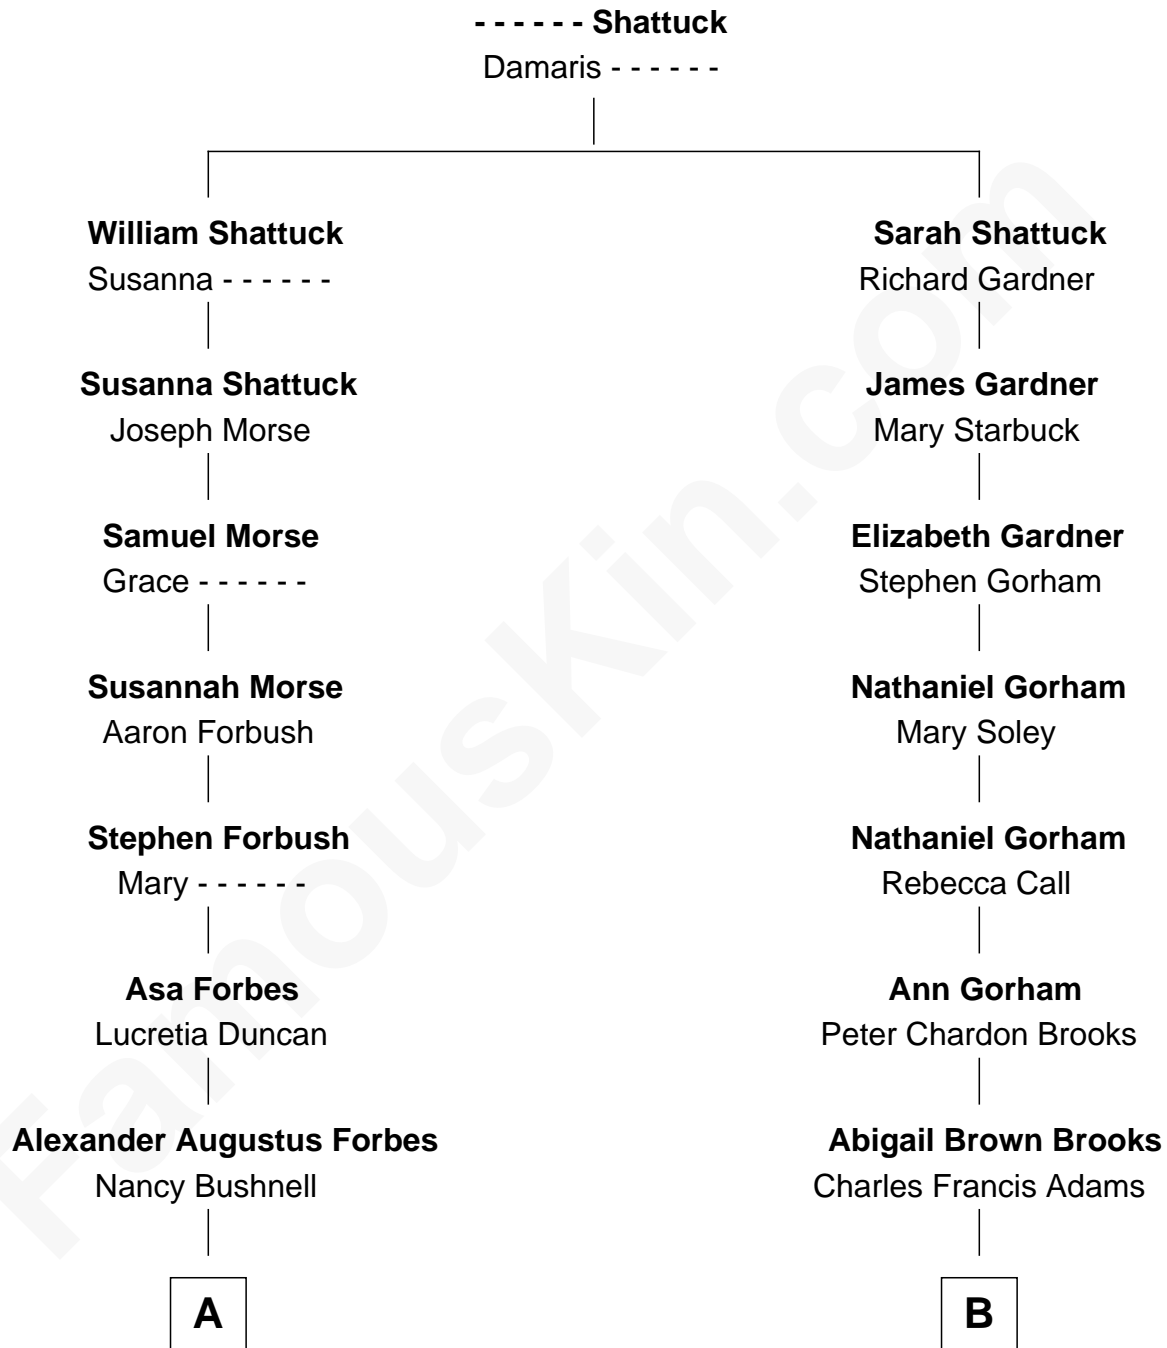 - - - - - - Shattuck
Damaris - - - - - -
William Shattuck
Susanna - - - - - -
Sarah Shattuck
Richard Gardner
Susanna Shattuck
Joseph Morse
James Gardner
Mary Starbuck
Samuel Morse
Grace - - - - - -
Elizabeth Gardner
Stephen Gorham
Susannah Morse
Aaron Forbush
Nathaniel Gorham
Mary Soley
Stephen Forbush
Mary - - - - - -
Nathaniel Gorham
Rebecca Call
Asa Forbes
Lucretia Duncan
Ann Gorham
Peter Chardon Brooks
Alexander Augustus Forbes
Nancy Bushnell
Abigail Brown Brooks
Charles Francis Adams
A
B
FamousKin.com